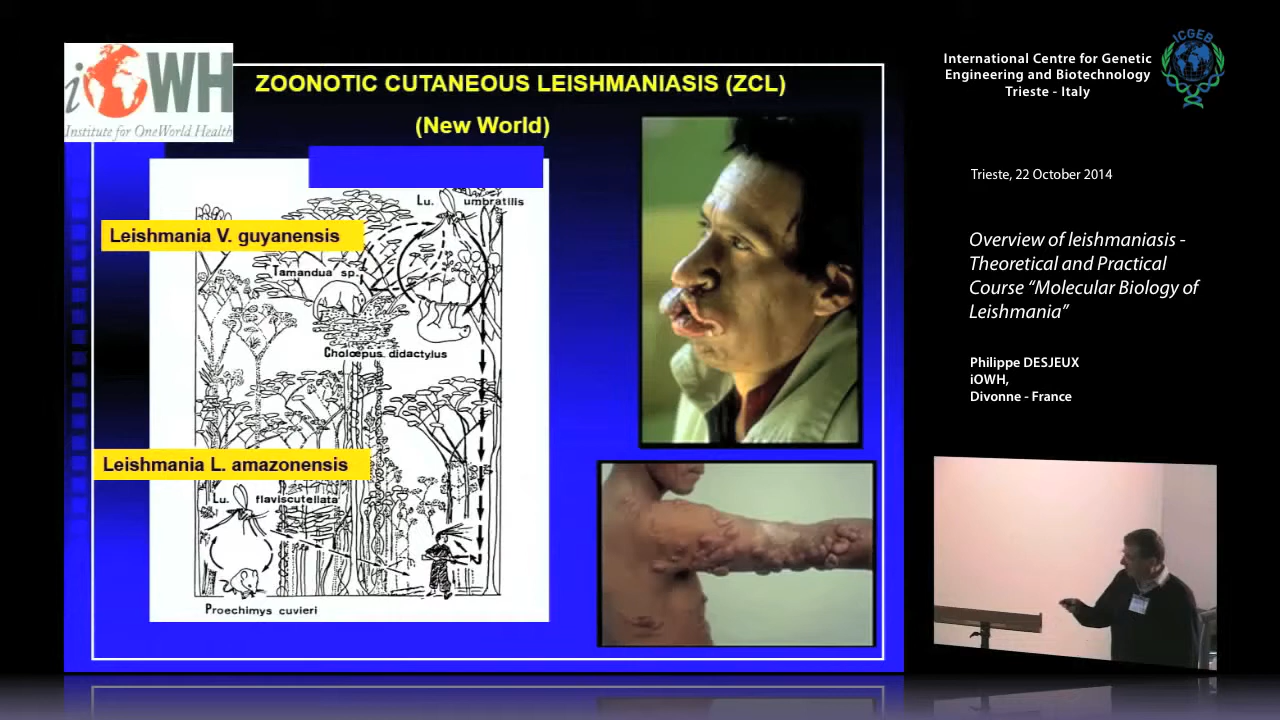 iOWH
Institute for OneWorld Health
ZOONOTIC CUTANEOUS LEISHMANIASIS (ZCL)
(New World)
Lu. umbratilis
Leishmania V. guyanensis
Tamandua sp.
Cholœpus didactylus
Leishmania L. amazonensis
Lu. flaviscutellata
Proechimys cuvieri
International Centre for Genetic
Engineering and Biotechnology
Trieste - Italy
ICGEB
Trieste, 22 October 2014
Overview of leishmaniasis -
Theoretical and Practical
Course “Molecular Biology of
Leishmania”
Philippe DESJEUX
iOWH,
Divonne - France